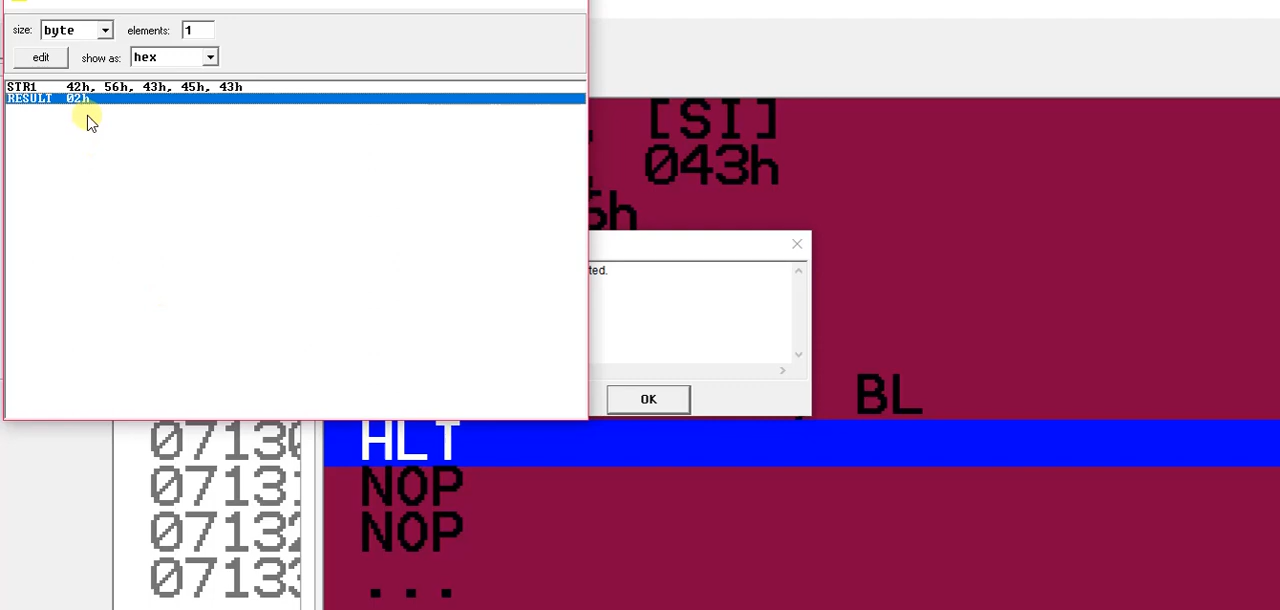 size: byte elements: 1
edit show as: hex
STR1 42h, 56h, 43h, 45h, 43h
RESULT 02h
[SI]
043h
ted.
OK
, BL
HLT
NOP
NOP
...